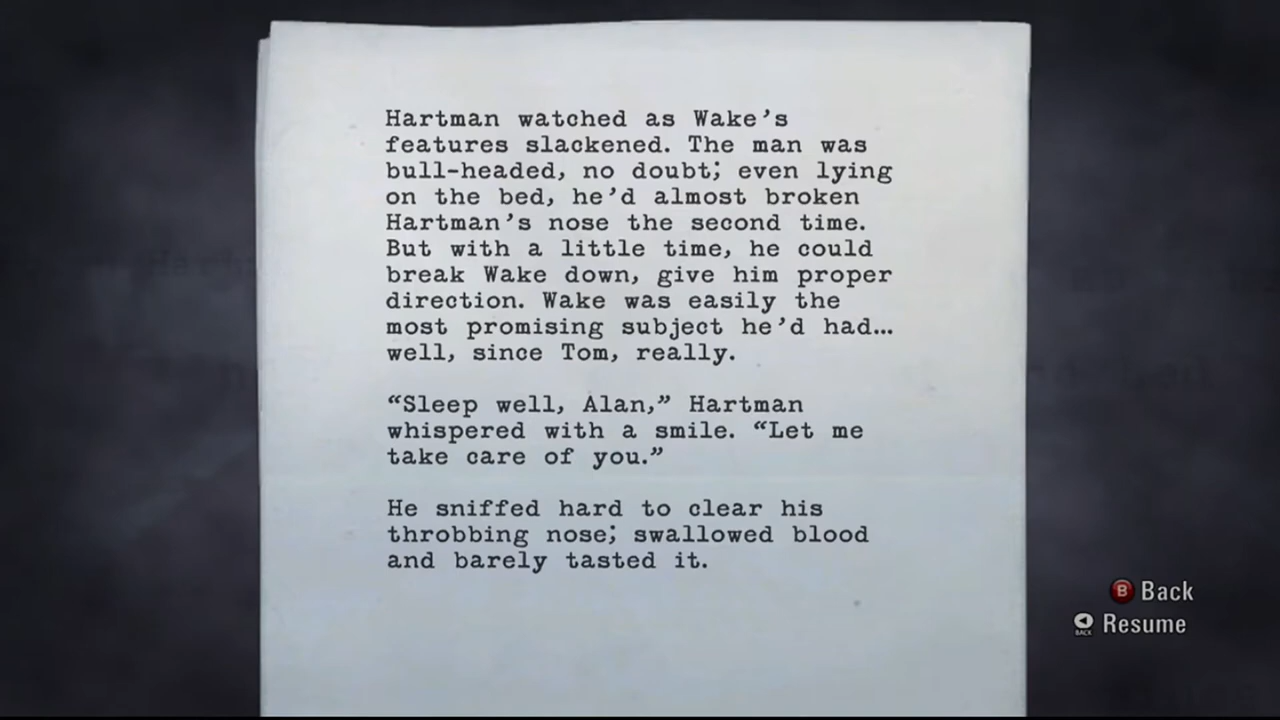 Hartman watched as Wake's
features slackened. The man was
bull-headed, no doubt; even lying
on the bed, he'd almost broken
Hartman's nose the second time.
But with a little time, he could
break Wake down, give him proper
direction. Wake was easily the
most promising subject he'd had…
well, since Tom, really.
“Sleep well, Alan,” Hartman
whispered with a smile. “Let me
take care of you.”
He sniffed hard to clear his
throbbing nose; swallowed blood
and barely tasted it.
B Back
BACK Resume